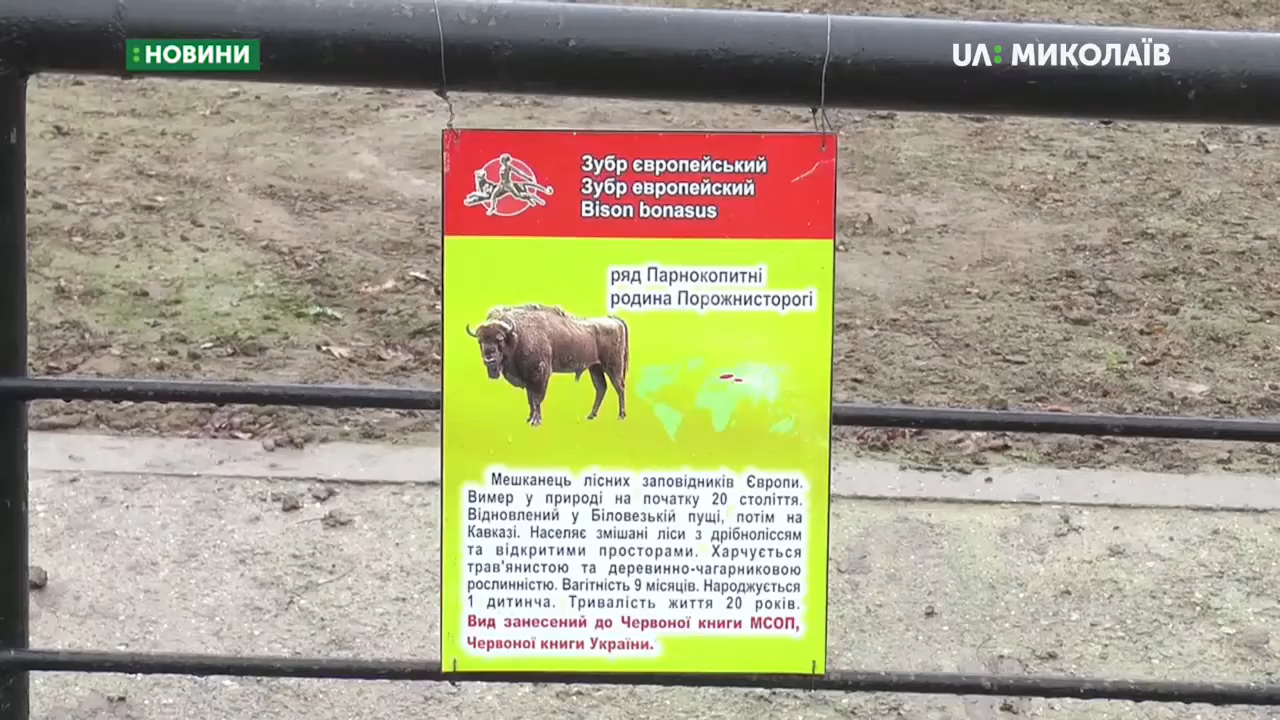 :НОВИНИ
UA: МИКОЛАЇВ
Зубр європейський
Зубр европейский
Bison bonasus
ряд Парнокопитні
родина Порожнисторогі
Мешканець лісних заповідників Європи.
Вимер у природі на початку 20 століття.
Відновлений у Біловезькій пущі, потім на
Кавказі. Населяє змішані ліси з дрібноліссям
та відкритими просторами. Харчується
трав'янистою та деревинно-чагарниковою
рослинністю. Вагітність 9 місяців. Народжується
1 дитинча. Тривалість життя 20 років.
Вид занесений до Червоної книги МСОП,
Червоної книги України.